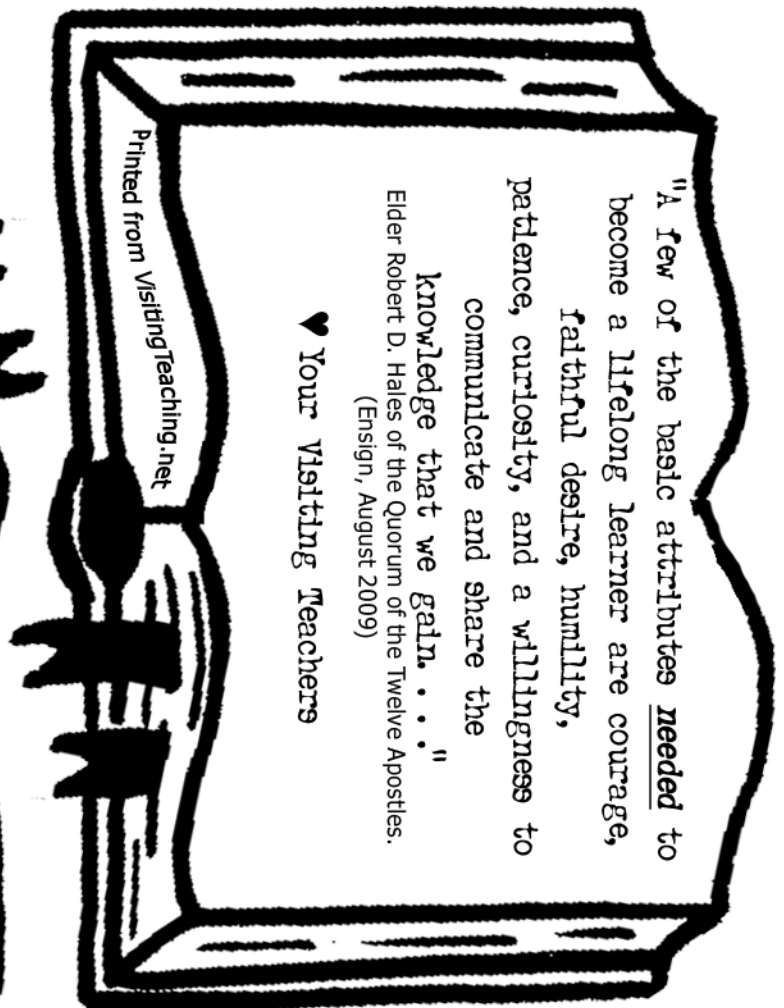 "A few of the basic attributes needed to
become a lifelong learner are courage,
faithful desire, humility,
patience, curiosity, and a willingness to
communicate and share the
knowledge that we gain. . . ."
Elder Robert D. Hales of the Quorum of the Twelve Apostles.
(Ensign, August 2009)
♥ Your Visiting Teachers
Printed from VisitingTeaching.net